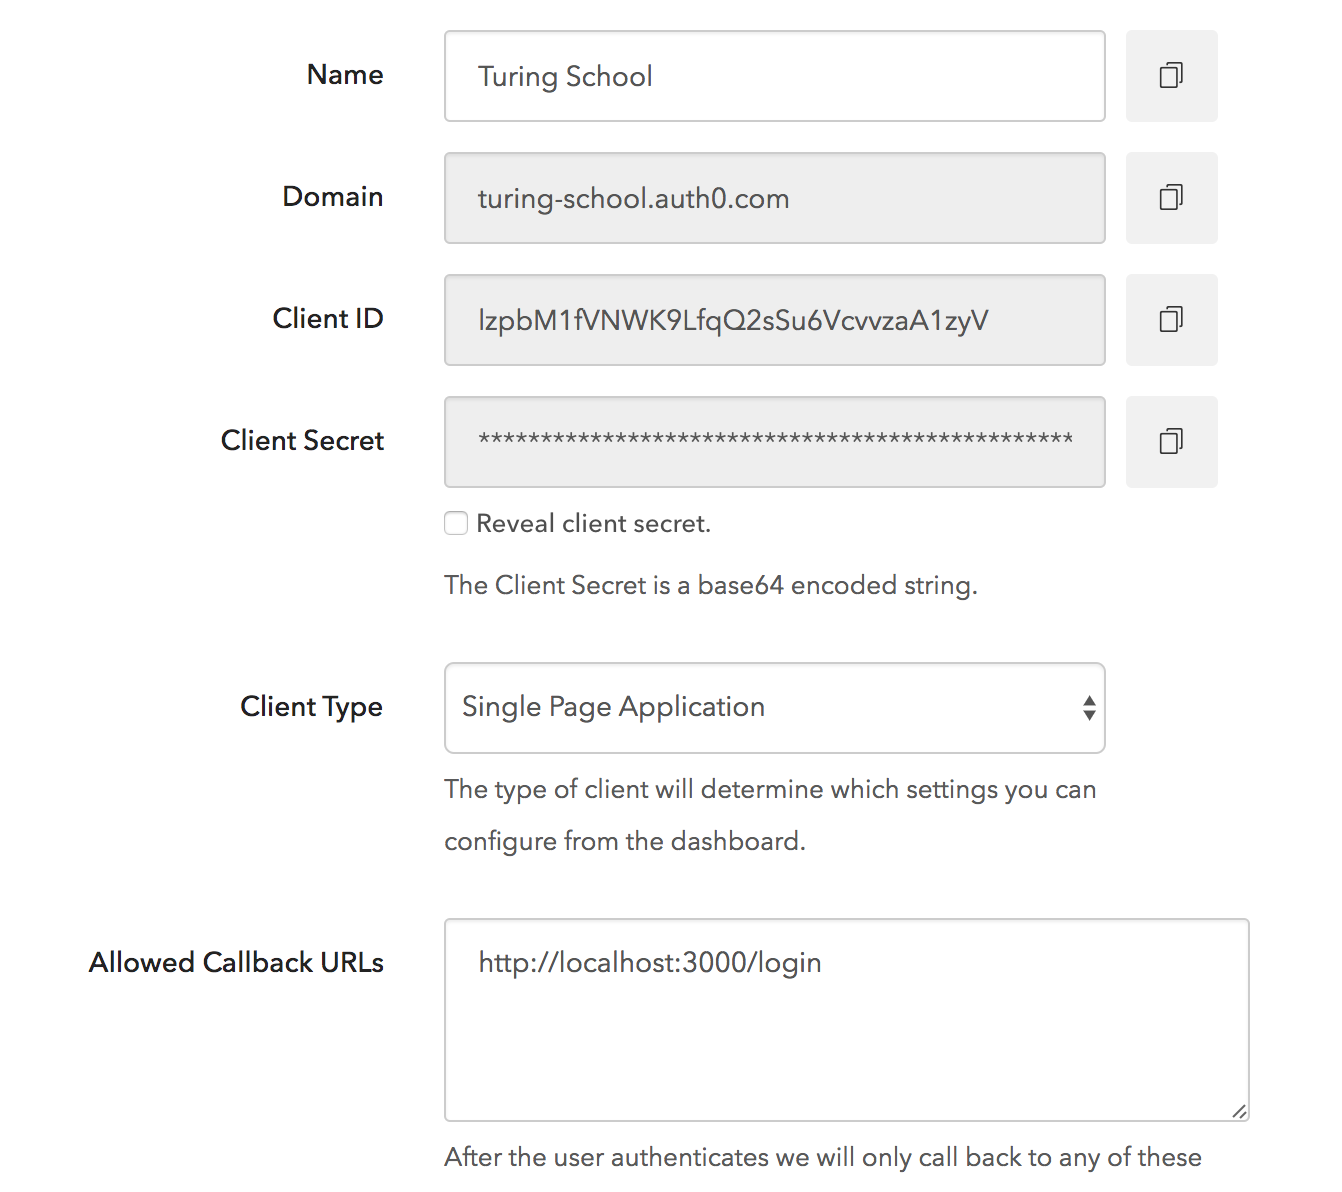 Name
Turing School
Domain
turing-school.auth0.com
Client ID
lzpbM1fVNWK9LfqQ2sSu6VcvvzaA1zyV
Client Secret
************************************************
Reveal client secret.
The Client Secret is a base64 encoded string.
Client Type
Single Page Application
The type of client will determine which settings you can
configure from the dashboard.
Allowed Callback URLs
http://localhost:3000/login
After the user authenticates we will only call back to any of these